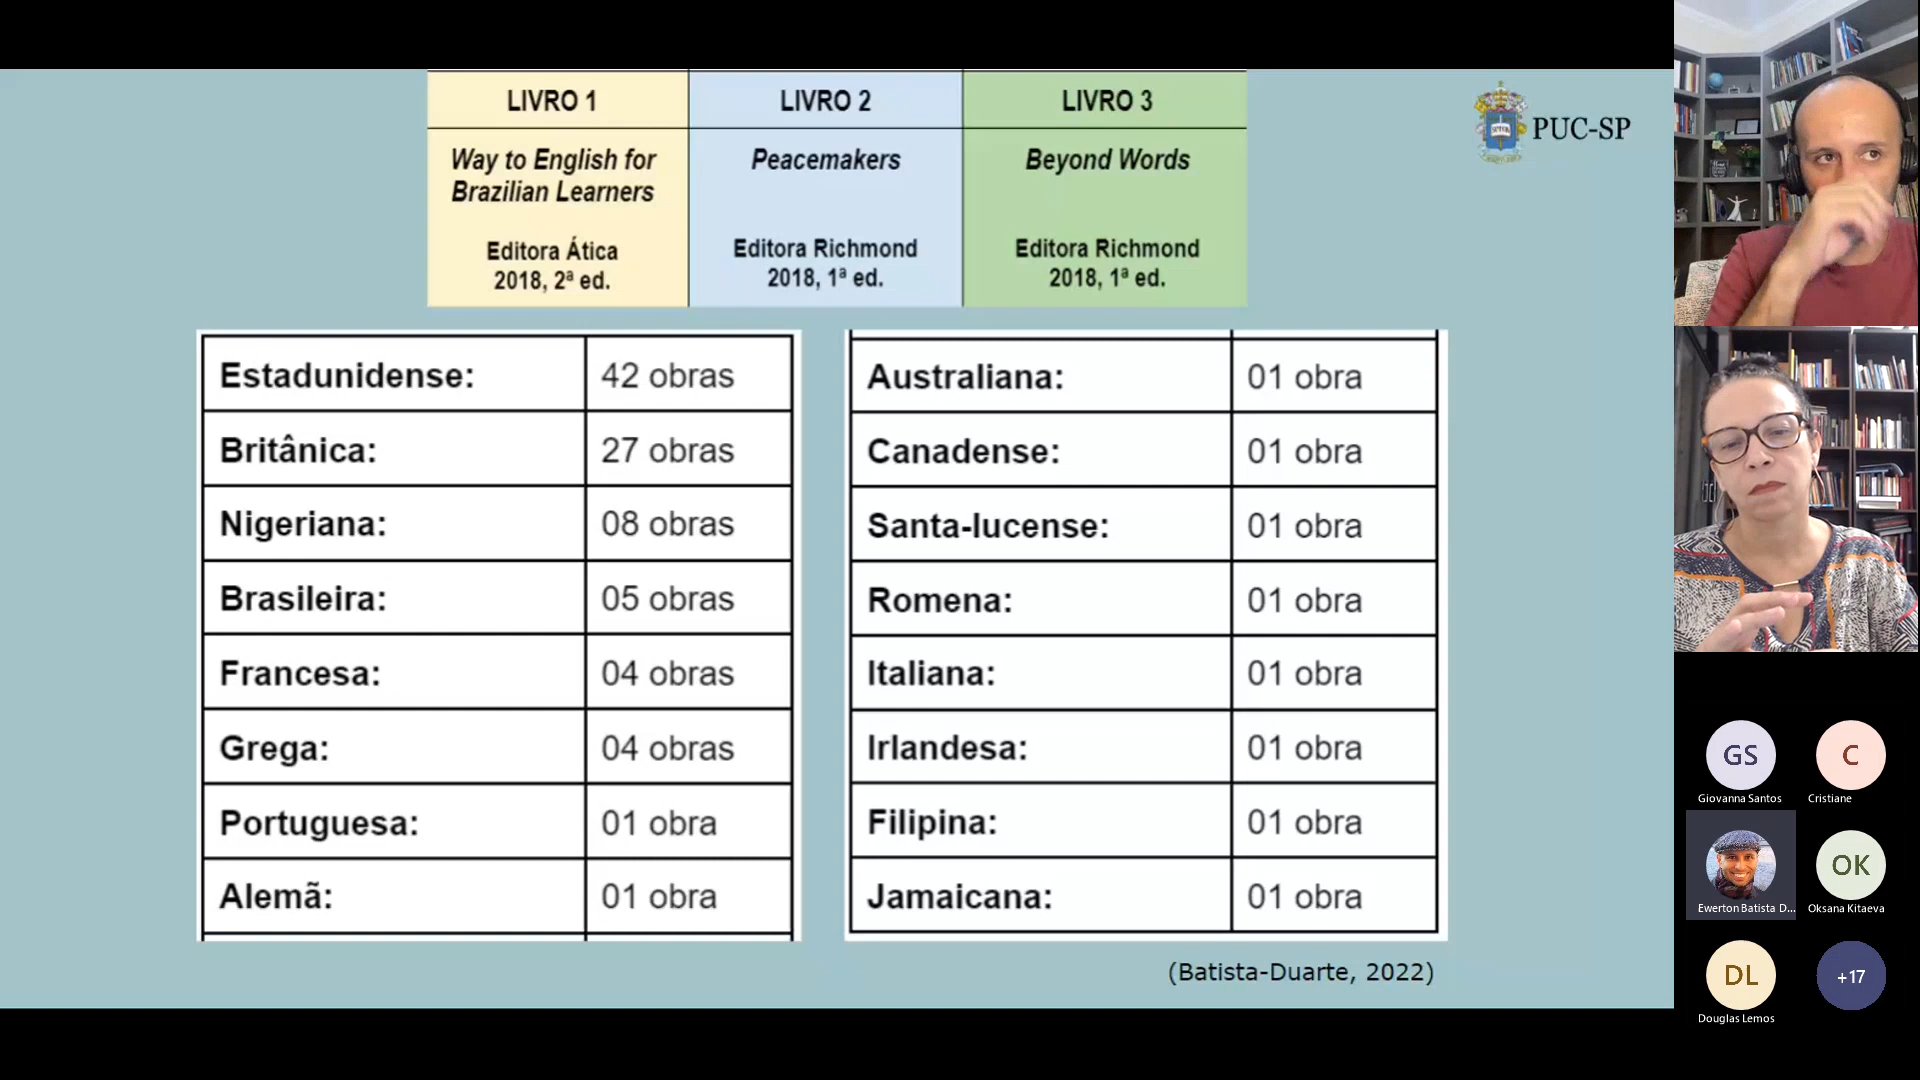 LIVRO 1
LIVRO 2
LIVRO 3
Way to English for
Brazilian Learners
Editora Ática
2018, 2ª ed.
Peacemakers
Editora Richmond
2018, 1ª ed.
Beyond Words
Editora Richmond
2018, 1ª ed.
PUC-SP
Estadunidense: 42 obras
Britânica: 27 obras
Nigeriana: 08 obras
Brasileira: 05 obras
Francesa: 04 obras
Grega: 04 obras
Portuguesa: 01 obra
Alemã: 01 obra
Australiana: 01 obra
Canadense: 01 obra
Santa-lucense: 01 obra
Romena: 01 obra
Italiana: 01 obra
Irlandesa: 01 obra
Filipina: 01 obra
Jamaicana: 01 obra
(Batista-Duarte, 2022)
GS
Giovanna Santos
C
Cristiane
Ewerton Batista D...
OK
Oksana Kitaeva
DL
Douglas Lemos
+17